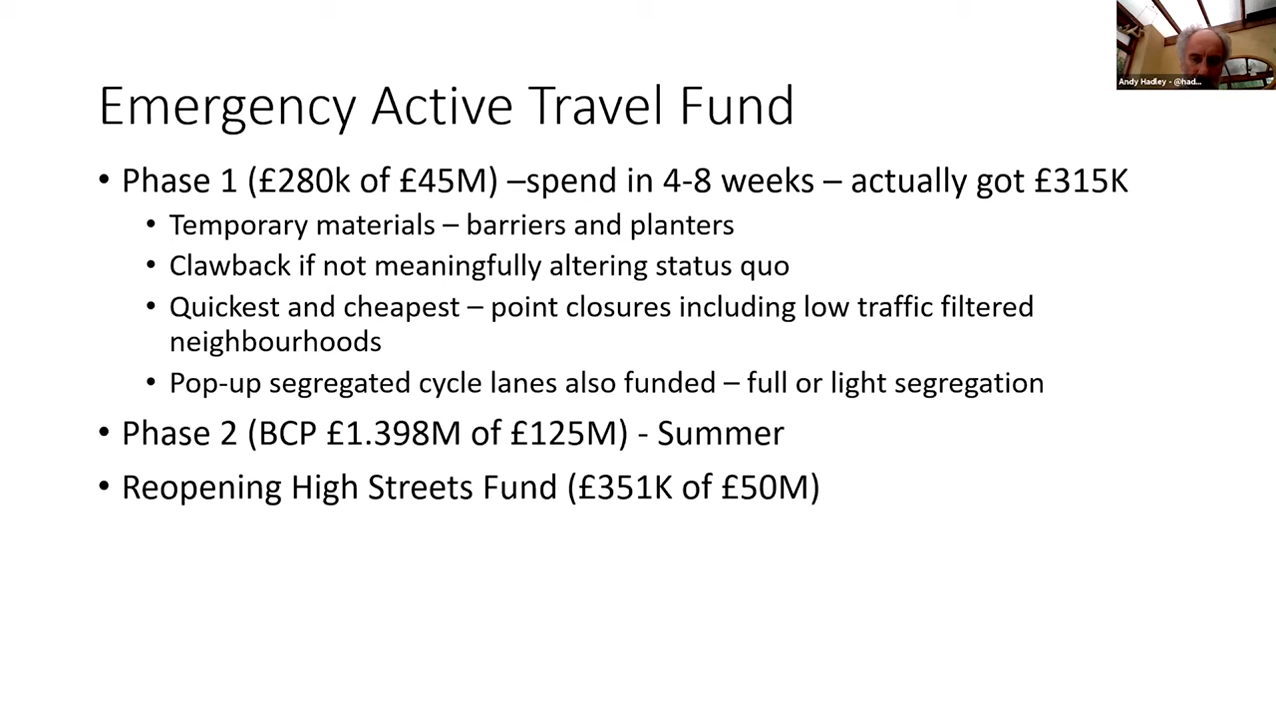 Andy Hadley - @had...
Emergency Active Travel Fund
• Phase 1 (£280k of £45M) –spend in 4-8 weeks – actually got £315K
• Temporary materials – barriers and planters
• Clawback if not meaningfully altering status quo
• Quickest and cheapest – point closures including low traffic filtered
neighbourhoods
• Pop-up segregated cycle lanes also funded – full or light segregation
• Phase 2 (BCP £1.398M of £125M) - Summer
• Reopening High Streets Fund (£351K of £50M)